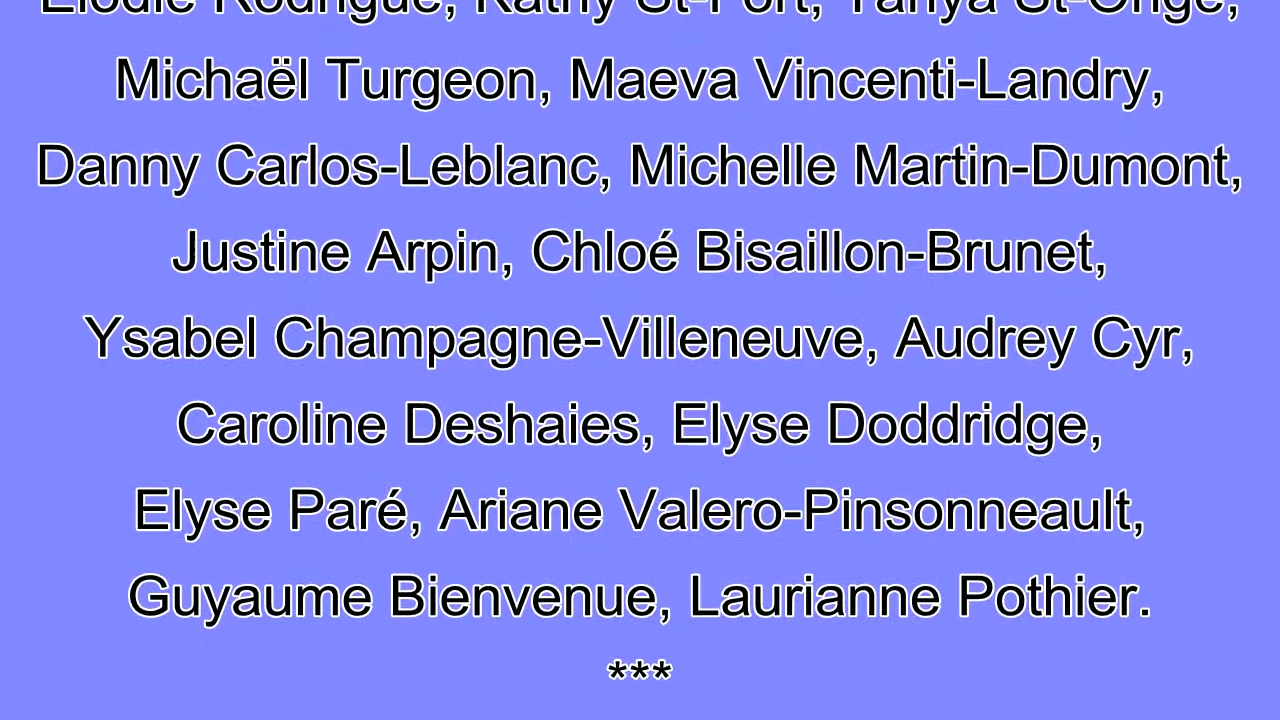 Elodie Rodrigue, Kathy St-Fort, Tanya St-Onge,
Michaël Turgeon, Maeva Vincenti-Landry,
Danny Carlos-Leblanc, Michelle Martin-Dumont,
Justine Arpin, Chloé Bisaillon-Brunet,
Ysabel Champagne-Villeneuve, Audrey Cyr,
Caroline Deshaies, Elyse Doddridge,
Elyse Paré, Ariane Valero-Pinsonneault,
Guyaume Bienvenue, Laurianne Pothier.
***